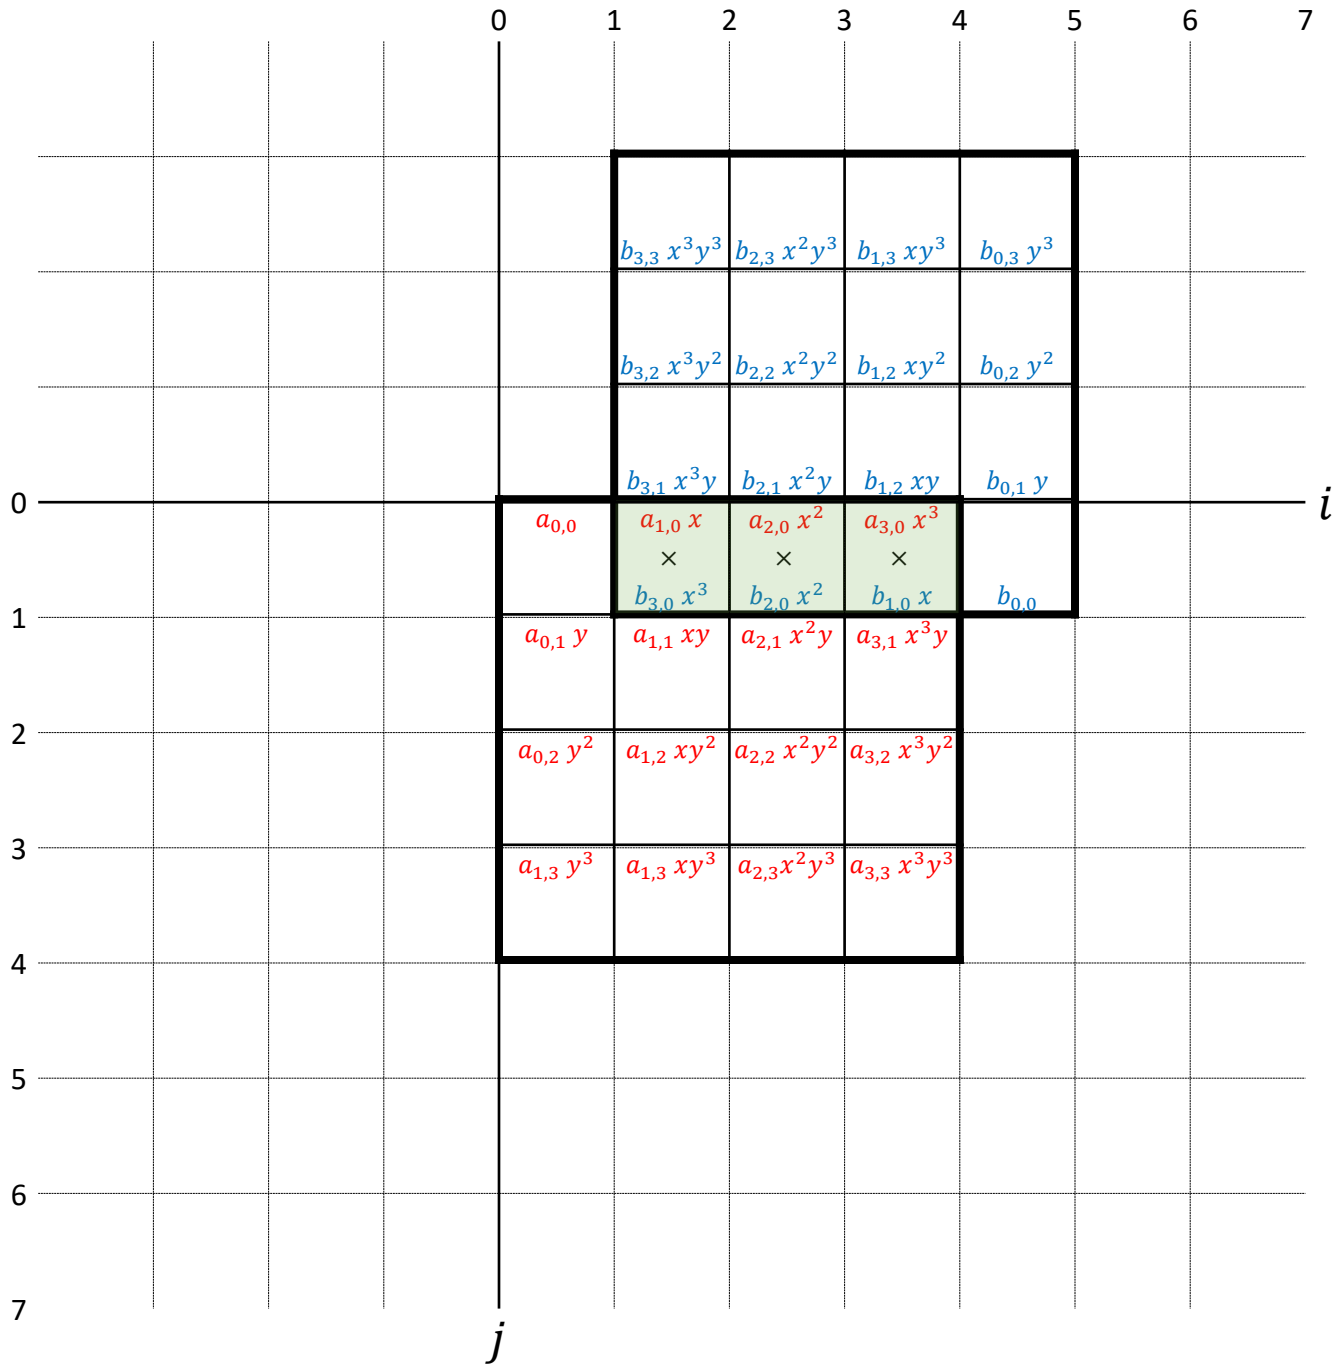 0 1 2 3 4 5 6 7
b₃,₃ x³y³ b₂,₃ x²y³ b₁,₃ xy³ b₀,₃ y³
b₃,₂ x³y² b₂,₂ x²y² b₁,₂ xy² b₀,₂ y²
b₃,₁ x³y b₂,₁ x²y b₁,₂ xy b₀,₁ y
0 i
a₀,₀ a₁,₀ x a₂,₀ x² a₃,₀ x³
× × ×
b₃,₀ x³ b₂,₀ x² b₁,₀ x b₀,₀
1
a₀,₁ y a₁,₁ xy a₂,₁ x²y a₃,₁ x³y
2
a₀,₂ y² a₁,₂ xy² a₂,₂ x²y² a₃,₂ x³y²
3
a₁,₃ y³ a₁,₃ xy³ a₂,₃x²y³ a₃,₃ x³y³
4
5
6
7
j